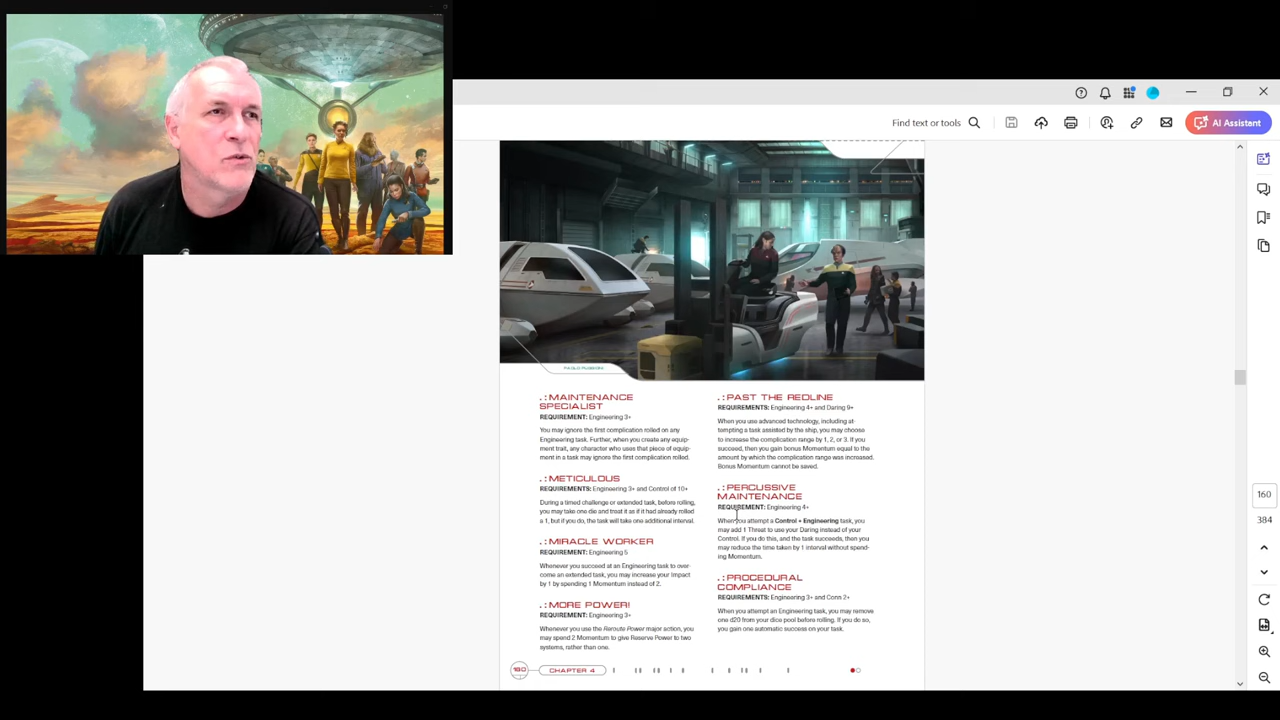 Find text or tools
AI Assistant
PAOLO PUGGIONI
.:MAINTENANCE
SPECIALIST
REQUIREMENT: Engineering 3+
You may ignore the first complication rolled on any
Engineering task. Further, when you create any equip-
ment trait, any character who uses that piece of equip-
ment in a task may ignore the first complication rolled.
.:METICULOUS
REQUIREMENTS: Engineering 3+ and Control of 10+
During a timed challenge or extended task, before rolling,
you may take one die and treat it as if it had already rolled
a 1, but if you do, the task will take one additional interval.
.:MIRACLE WORKER
REQUIREMENT: Engineering 5
Whenever you succeed at an Engineering task to over-
come an extended task, you may increase your Impact
by 1 by spending 1 Momentum instead of 2.
.:MORE POWER!
REQUIREMENT: Engineering 3+
Whenever you use the Reroute Power major action, you
may spend 2 Momentum to give Reserve Power to two
systems, rather than one.
.:PAST THE REDLINE
REQUIREMENTS: Engineering 4+ and Daring 9+
When you use advanced technology, including at-
tempting a task assisted by the ship, you may choose
to increase the complication range by 1, 2, or 3. If you
succeed, then you gain bonus Momentum equal to the
amount by which the complication range was increased.
Bonus Momentum cannot be saved.
.:PERCUSSIVE
MAINTENANCE
REQUIREMENT: Engineering 4+
When you attempt a Control + Engineering task, you
may add 1 Threat to use your Daring instead of your
Control. If you do this, and the task succeeds, then you
may reduce the time taken by 1 interval without spend-
ing Momentum.
.:PROCEDURAL
COMPLIANCE
REQUIREMENTS: Engineering 3+ and Conn 2+
When you attempt an Engineering task, you may remove
one d20 from your dice pool before rolling. If you do so,
you gain one automatic success on your task.
160
CHAPTER 4
160
384